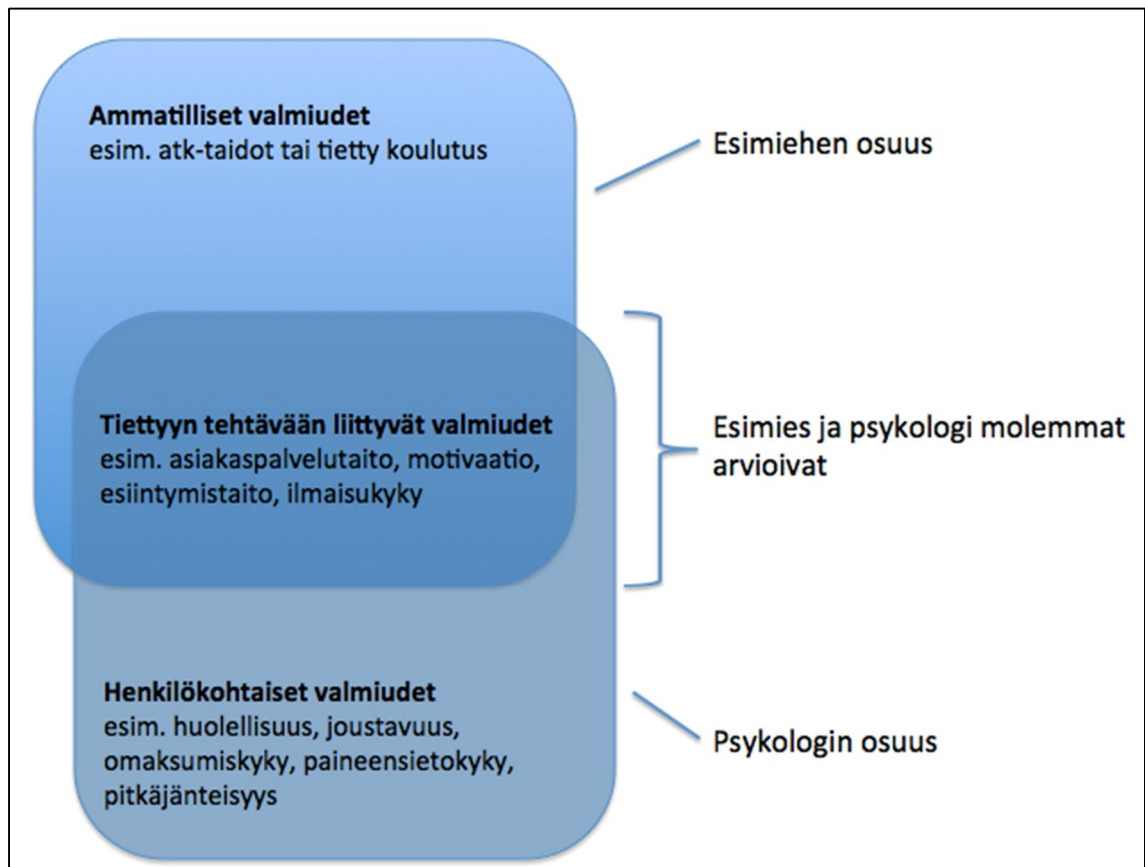 Ammatilliset valmiudet
esim. atk-taidot tai tietty koulutus
Esimiehen osuus
Tiettyyn tehtävään liittyvät valmiudet
esim. asiakaspalvelutaito, motivaatio,
esiintymistaito, ilmaisukyky
Esimies ja psykologi molemmat
arvioivat
Henkilökohtaiset valmiudet
esim. huolellisuus, joustavuus,
omaksumiskyky, paineensietokyky,
pitkäjänteisyys
Psykologin osuus